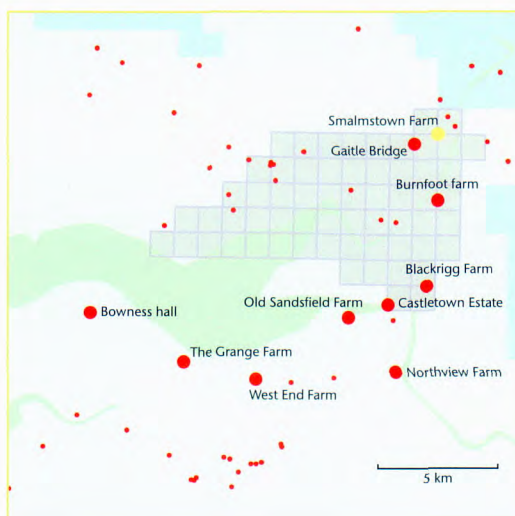 Smalmstown Farm
Gaitle Bridge
Burnfoot farm
Blackrigg Farm
Old Sandsfield Farm
Castletown Estate
Bowness hall
The Grange Farm
Northview Farm
West End Farm
5 km